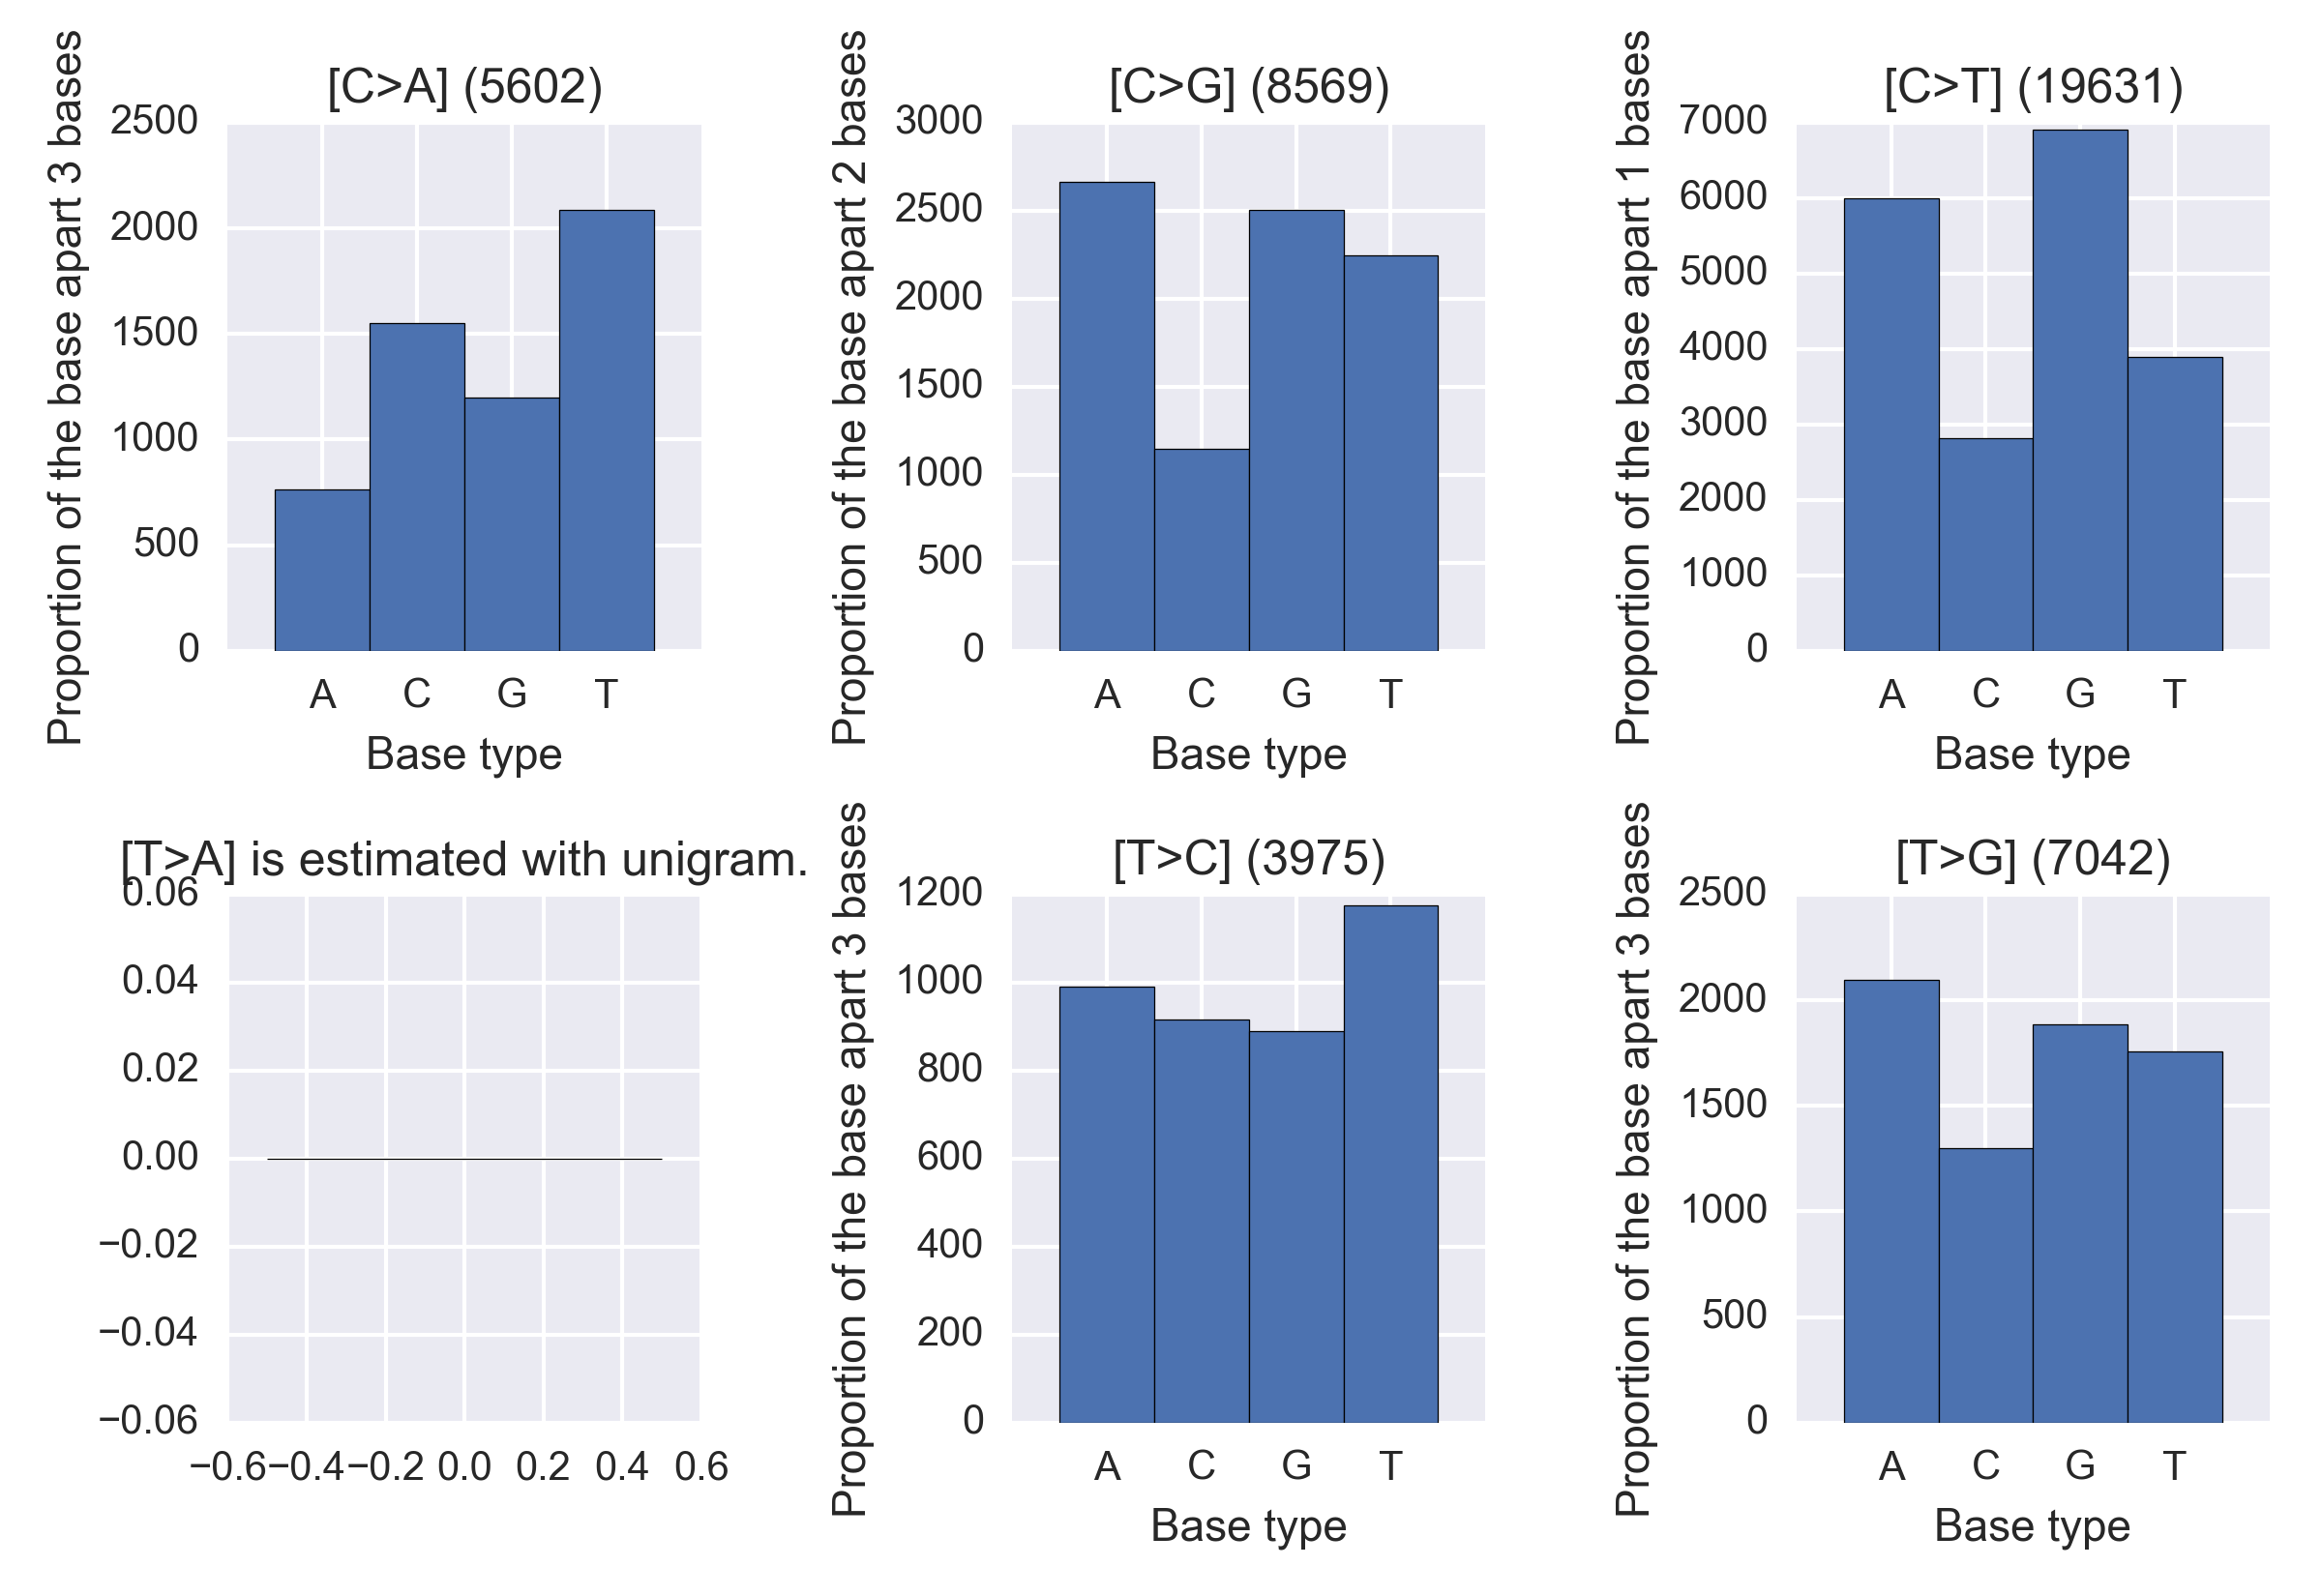 [C>A] (5602)
Proportion of the base apart 3 bases
2500
2000
1500
1000
500
0
A C G T
Base type
[C>G] (8569)
Proportion of the base apart 2 bases
3000
2500
2000
1500
1000
500
0
A C G T
Base type
[C>T] (19631)
Proportion of the base apart 1 bases
7000
6000
5000
4000
3000
2000
1000
0
A C G T
Base type
[T>A] is estimated with unigram.
0.06
0.04
0.02
0.00
−0.02
−0.04
−0.06
−0.6 −0.4 −0.2 0.0 0.2 0.4 0.6
[T>C] (3975)
Proportion of the base apart 3 bases
1200
1000
800
600
400
200
0
A C G T
Base type
[T>G] (7042)
Proportion of the base apart 3 bases
2500
2000
1500
1000
500
0
A C G T
Base type